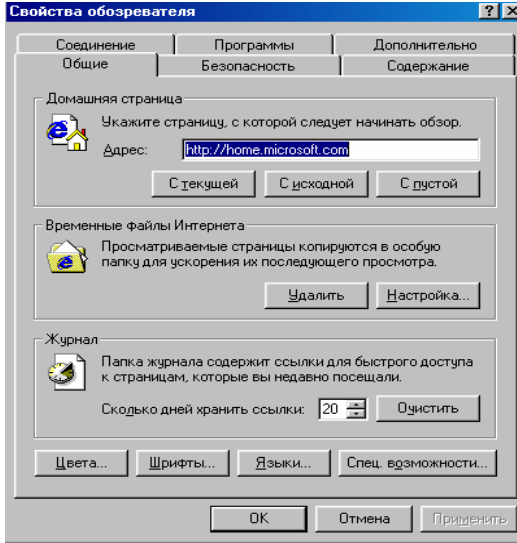 Свойства обозревателя
Соединение Программы Дополнительно
Общие Безопасность Содержание
Домашняя страница
Укажите страницу, с которой следует начинать обзор.
Адрес: http://home.microsoft.com
С текущей С исходной С пустой
Временные файлы Интернета
Просматриваемые страницы копируются в особую
папку для ускорения их последующего просмотра.
Удалить Настройка...
Журнал
Папка журнала содержит ссылки для быстрого доступа
к страницам, которые вы недавно посещали.
Сколько дней хранить ссылки: 20 Очистить
Цвета... Шрифты... Языки... Спец. возможности...
OK Отмена Применить